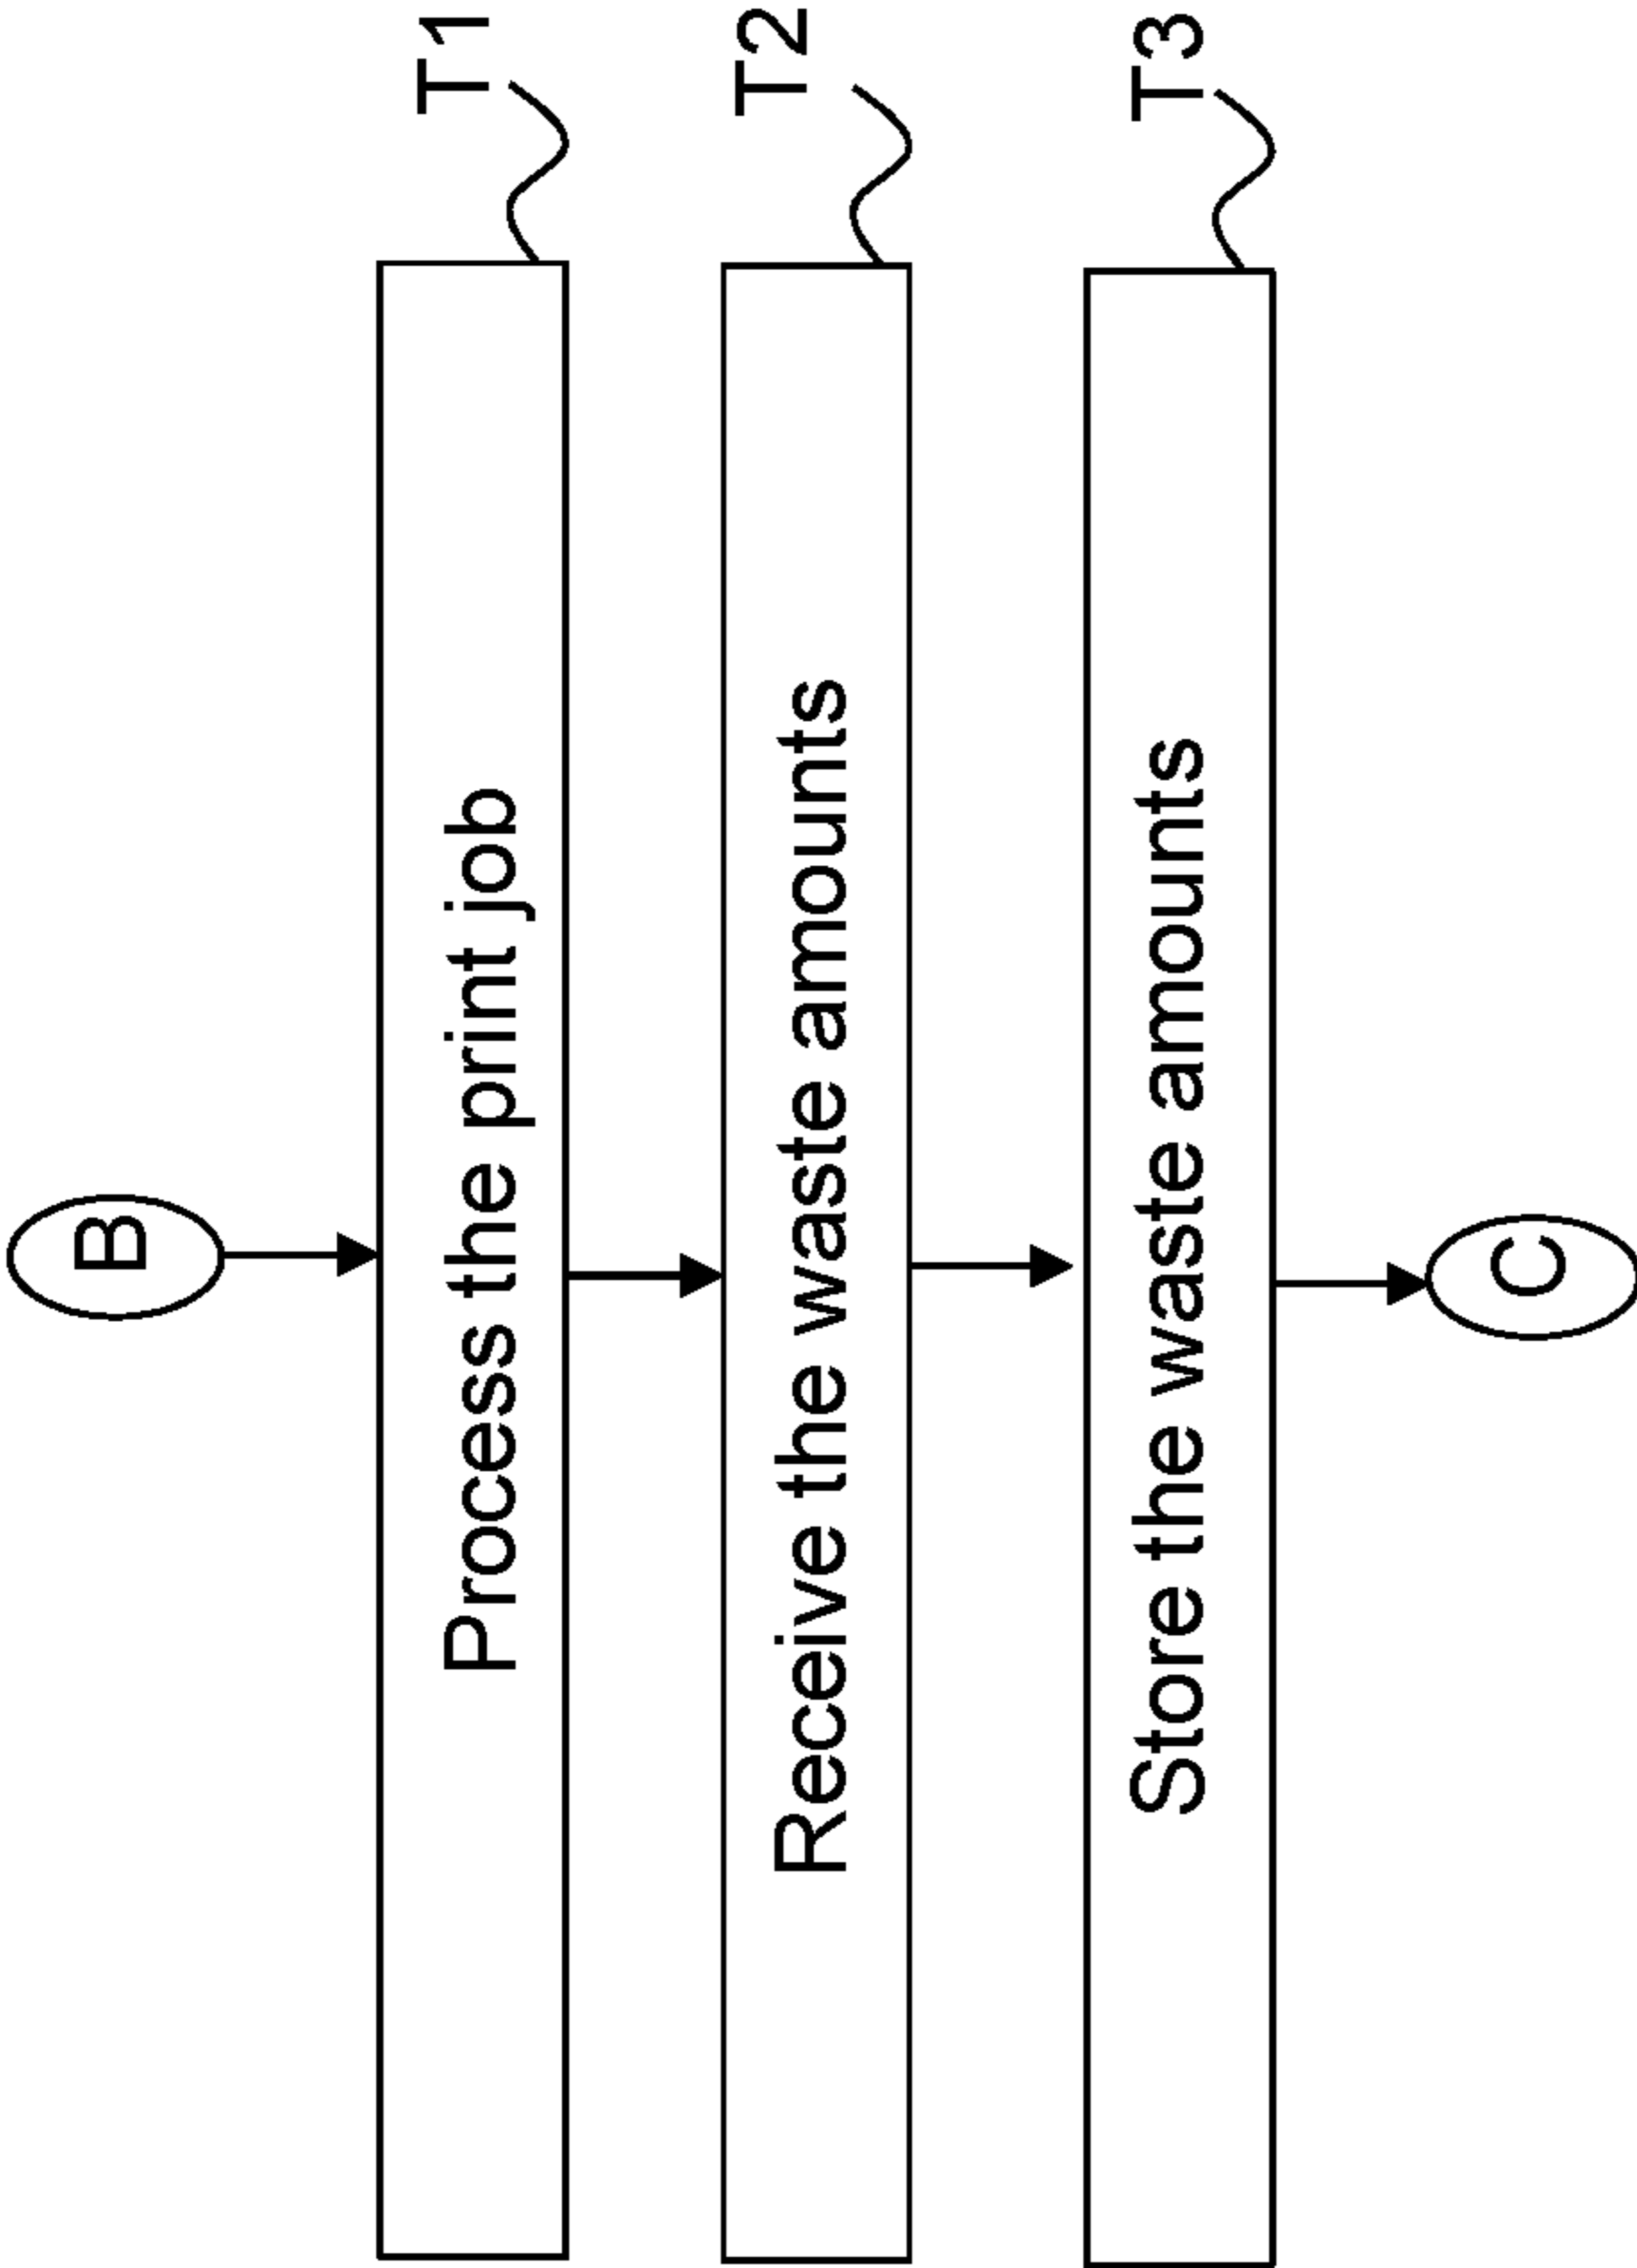 B
Process the print job
T1
Receive the waste amounts
T2
Store the waste amounts
T3
C